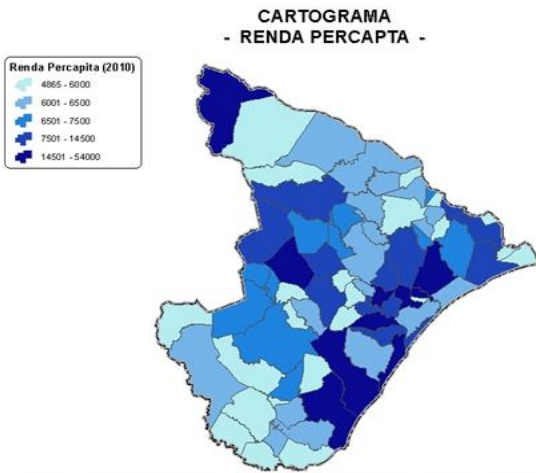 CARTOGRAMA
- RENDA PERCAPTA -
Renda Percapita (2010)
4865 - 6000
6001 - 6500
6501 - 7500
7501 - 14500
14501 - 54000